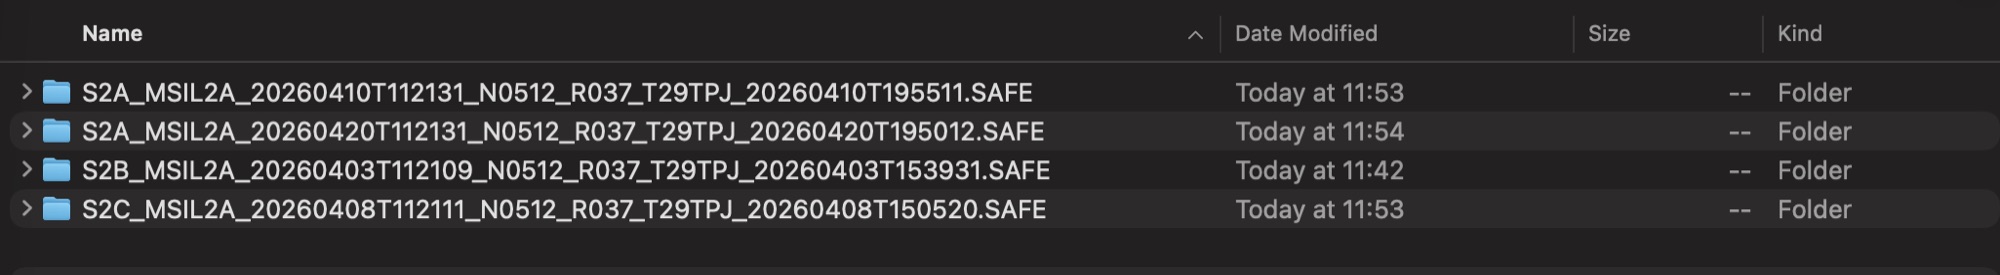 Name Date Modified Size Kind
S2A_MSIL2A_20260410T112131_N0512_R037_T29TPJ_20260410T195511.SAFE Today at 11:53 -- Folder
S2A_MSIL2A_20260420T112131_N0512_R037_T29TPJ_20260420T195012.SAFE Today at 11:54 -- Folder
S2B_MSIL2A_20260403T112109_N0512_R037_T29TPJ_20260403T153931.SAFE Today at 11:42 -- Folder
S2C_MSIL2A_20260408T112111_N0512_R037_T29TPJ_20260408T150520.SAFE Today at 11:53 -- Folder